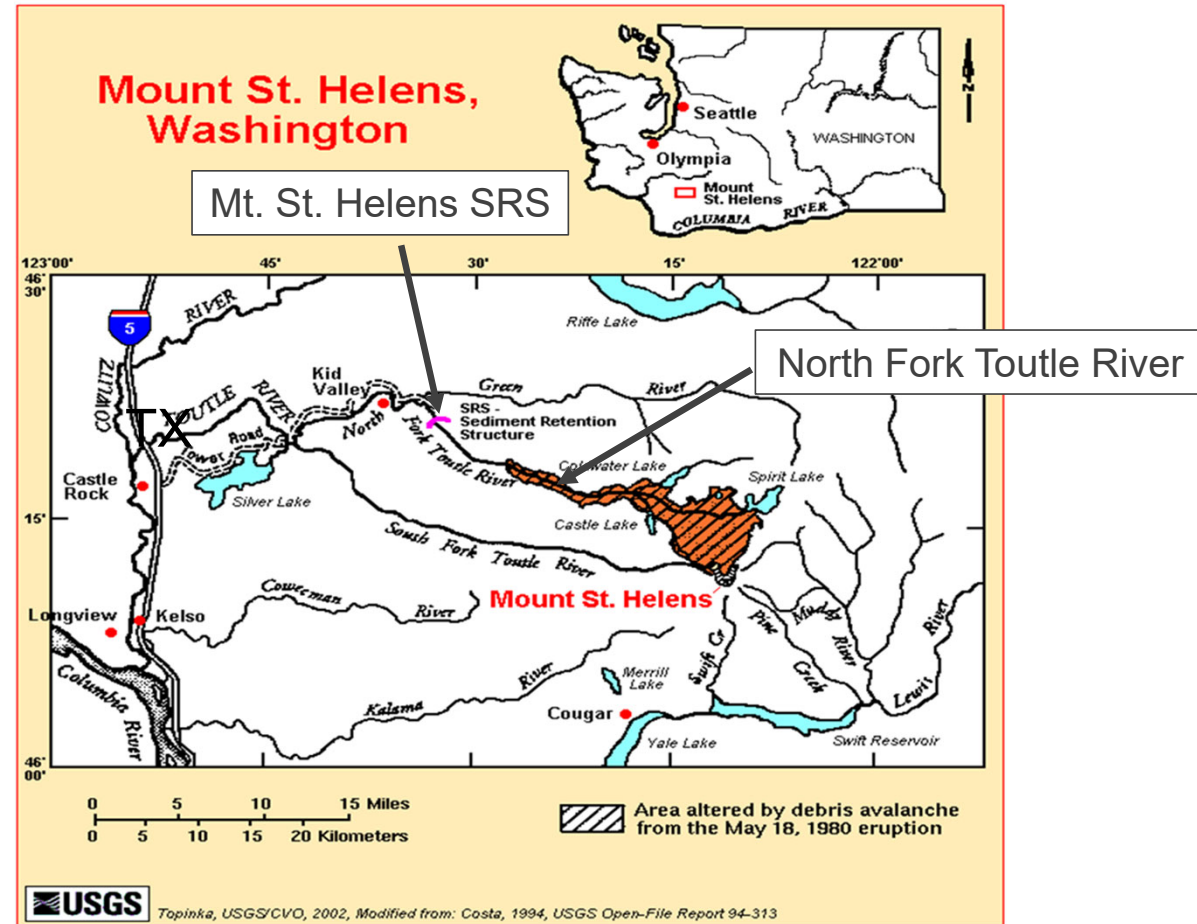 Mount St. Helens,
Washington
Seattle
WASHINGTON
Olympia
Mount
St. Helens
COLUMBIA RIVER
N
Mt. St. Helens SRS
123°00'
45'
30'
15'
122°00'
46°
30'
5
RIVER
Riffe Lake
North Fork Toutle River
COWLITZ
TX
TOUTLE RIVER
Tower Road
Kid
Valley
Green River
SRS -
Sediment Retention
Structure
North Fork Toutle River
Castle
Rock
Silver Lake
Coldwater Lake
Spirit Lake
Castle Lake
15'
South Fork Toutle River
Mount St. Helens
Coweeman River
Longview
Kelso
Columbia River
Kalama River
Merrill
Lake
Cougar
Yale Lake
Swift Cr
Pine Creek
Muddy River
Lewis River
Swift Reservoir
46°
00'
0 5 10 15 Miles
0 5 10 15 20 Kilometers
Area altered by debris avalanche
from the May 18, 1980 eruption
USGS
Topinka, USGS/CVO, 2002, Modified from: Costa, 1994, USGS Open-File Report 94-313